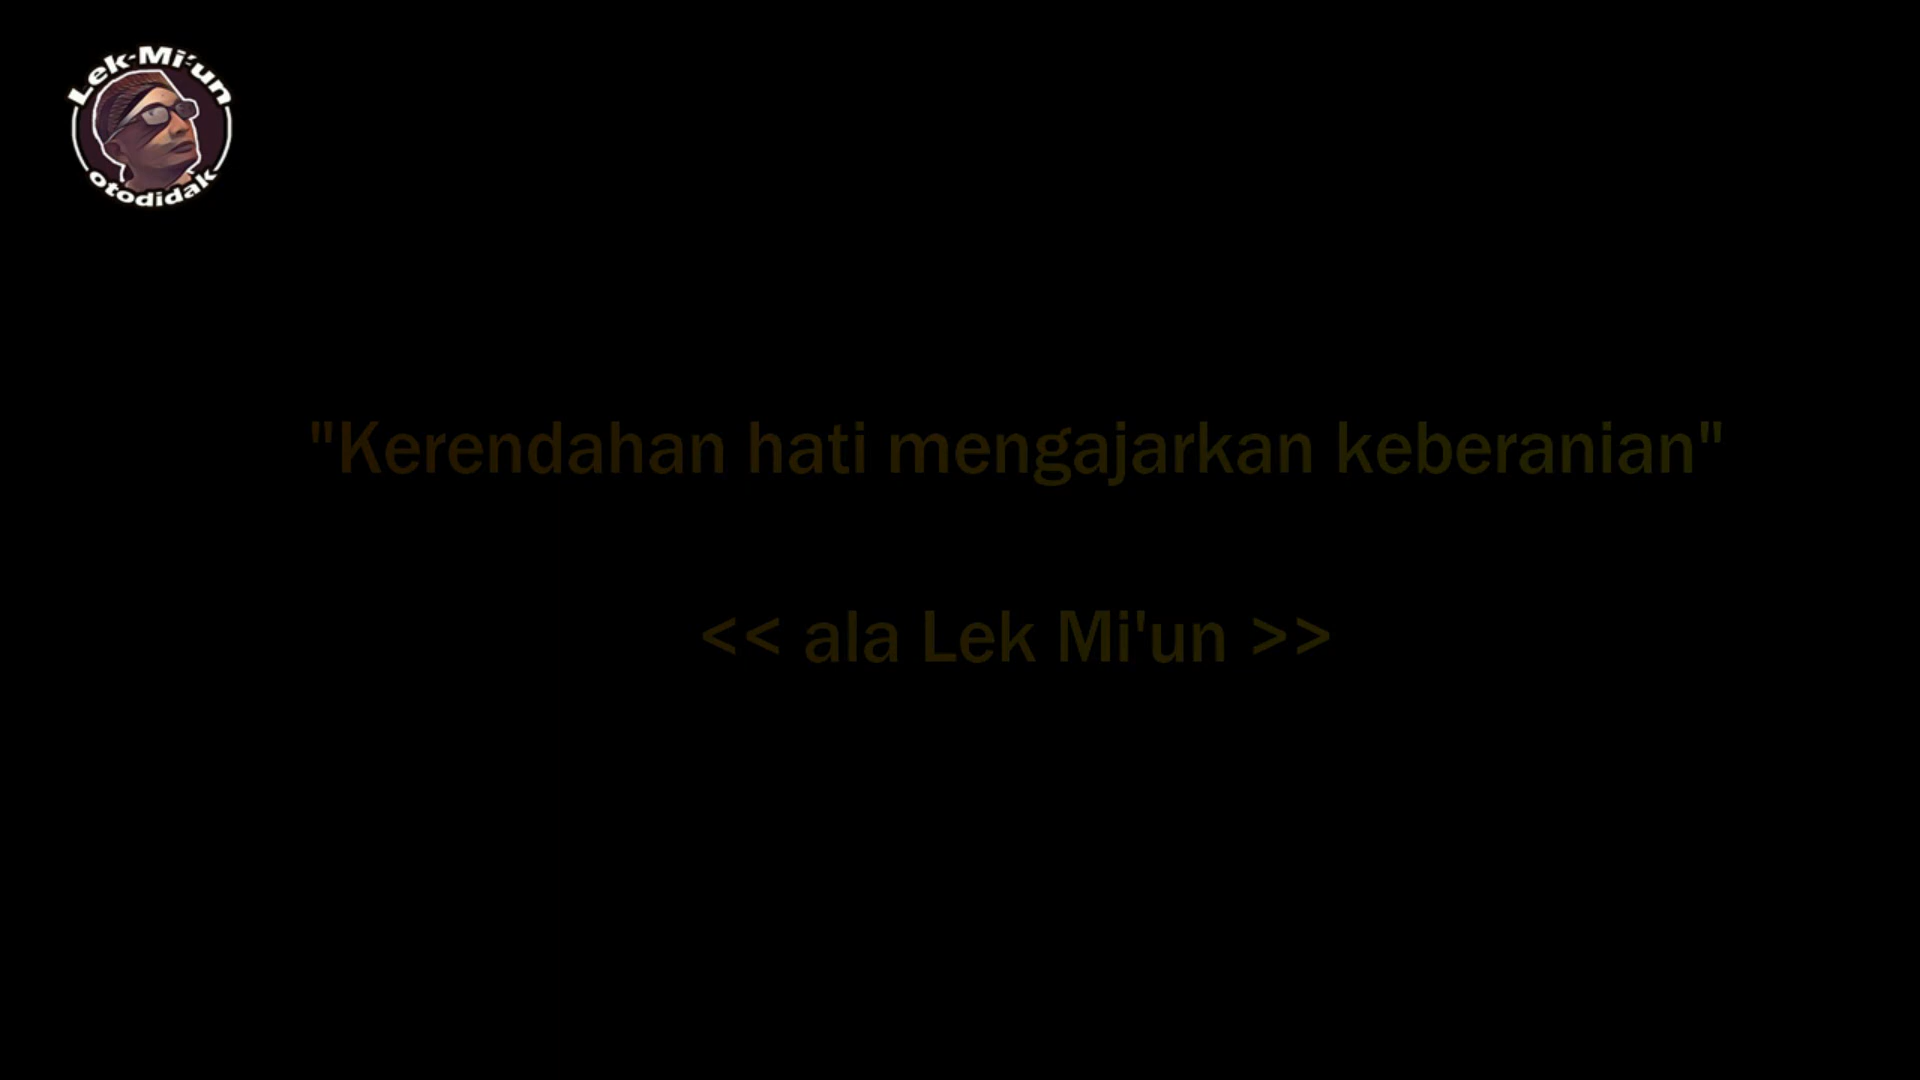 Lek-Mi'un
otodidak
"Kerendahan hati mengajarkan keberanian"
<< ala Lek Mi'un >>